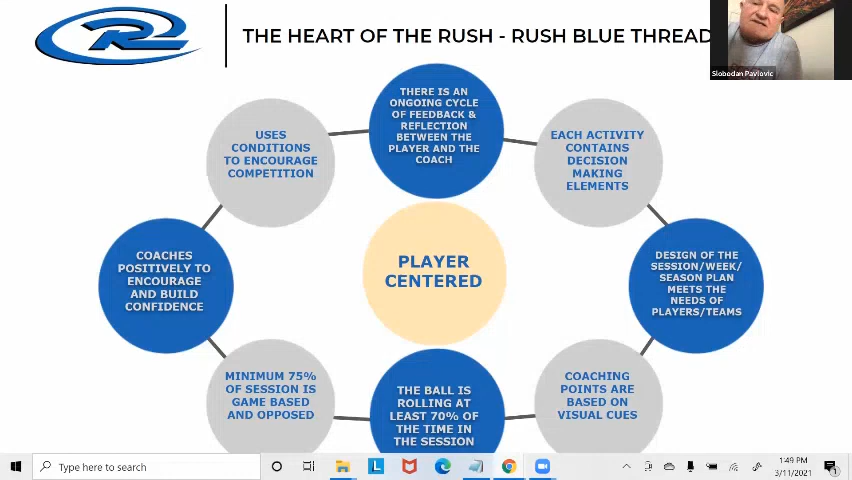 THE HEART OF THE RUSH - RUSH BLUE THREAD
Slobodan Pavlovic
THERE IS AN
ONGOING CYCLE
OF FEEDBACK &
REFLECTION
BETWEEN THE
PLAYER AND THE
COACH
USES
CONDITIONS
TO ENCOURAGE
COMPETITION
EACH ACTIVITY
CONTAINS
DECISION
MAKING
ELEMENTS
COACHES
POSITIVELY TO
ENCOURAGE
AND BUILD
CONFIDENCE
PLAYER
CENTERED
DESIGN OF THE
SESSION/WEEK/
SEASON PLAN
MEETS THE
NEEDS OF
PLAYERS/TEAMS
MINIMUM 75%
OF SESSION IS
GAME BASED
AND OPPOSED
THE BALL IS
ROLLING AT
LEAST 70% OF
THE TIME IN
THE SESSION
COACHING
POINTS ARE
BASED ON
VISUAL CUES
Type here to search
L
1:49 PM
3/11/2021